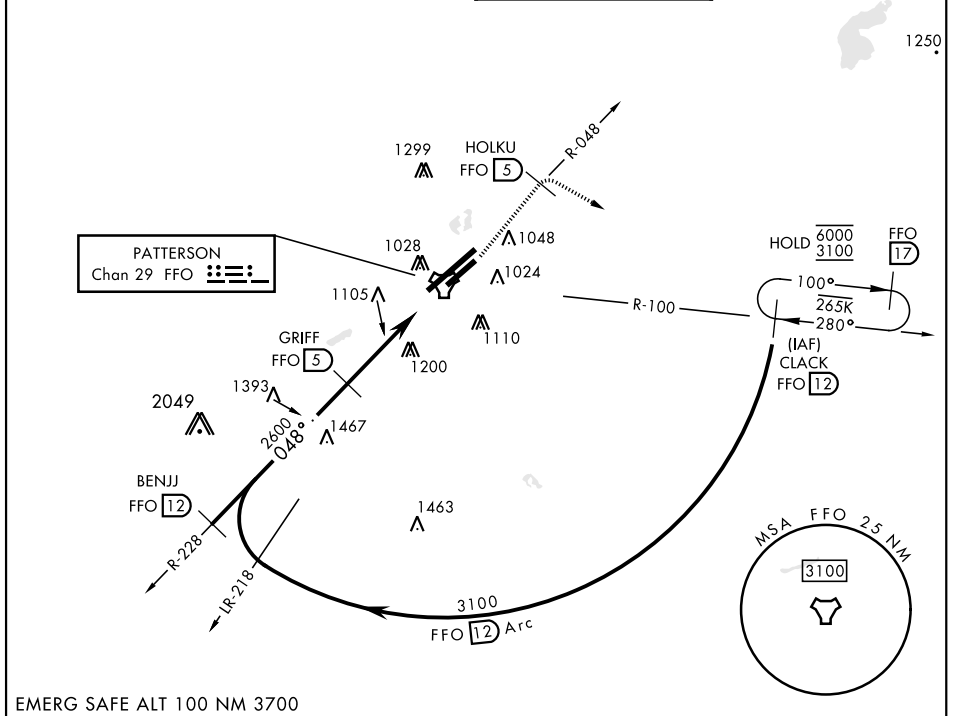 1250
R-048
HOLKU
FFO 5
1299
1048
1028
1024
PATTERSON
Chan 29 FFO
HOLD 6000
3100
FFO
17
100°
265K
280°
R-100
(IAF)
CLACK
FFO 12
1105
1110
GRIFF
FFO 5
1200
1393
2049
1467
2600
048°
BENJJ
FFO 12
1463
R-228
LR-218
3100
FFO 12 Arc
MSA FFO 25 NM
3100
EMERG SAFE ALT 100 NM 3700